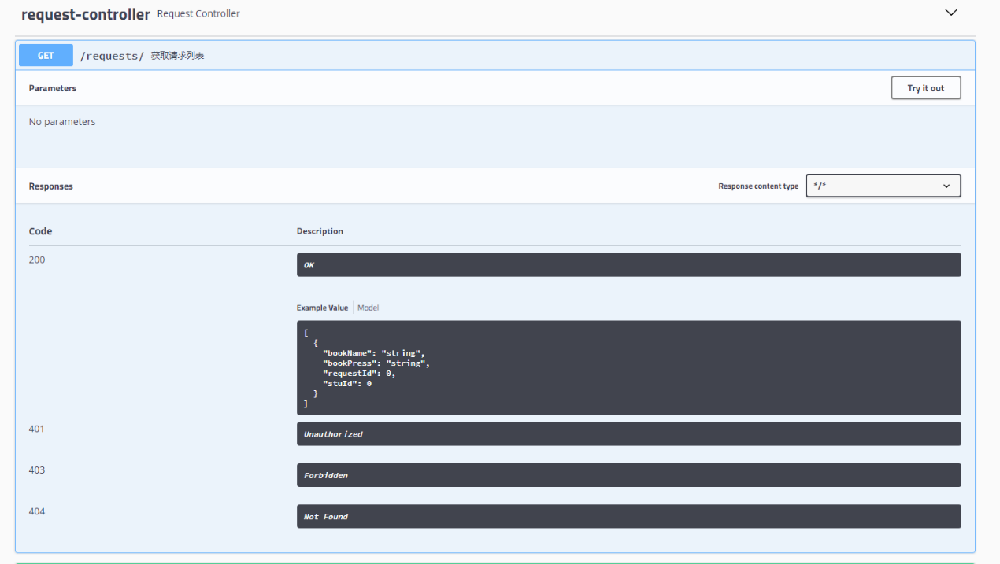 request-controller Request Controller
GET /requests/ 获取请求列表
Parameters Try it out
No parameters
Responses Response content type */*
Code Description
200 OK
Example Value Model
[
{
"bookName": "string",
"bookPress": "string",
"requestId": 0,
"stuId": 0
}
]
401 Unauthorized
403 Forbidden
404 Not Found